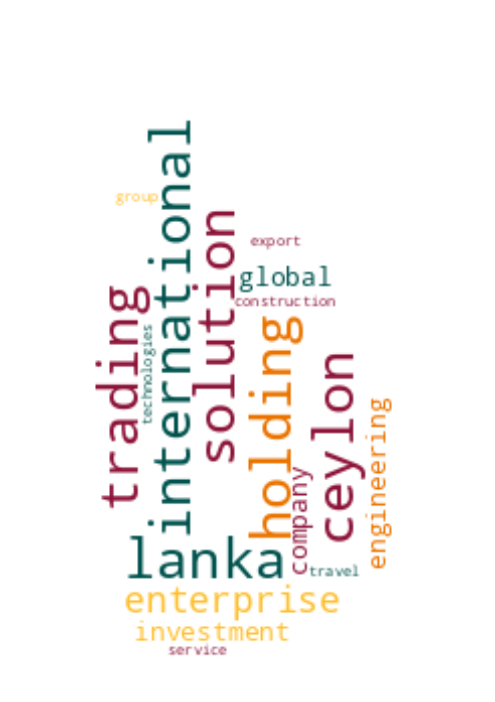 international
group
solution
export
global
trading
construction
technologies
holding
ceylon
engineering
company
lanka
travel
enterprise
investment
service